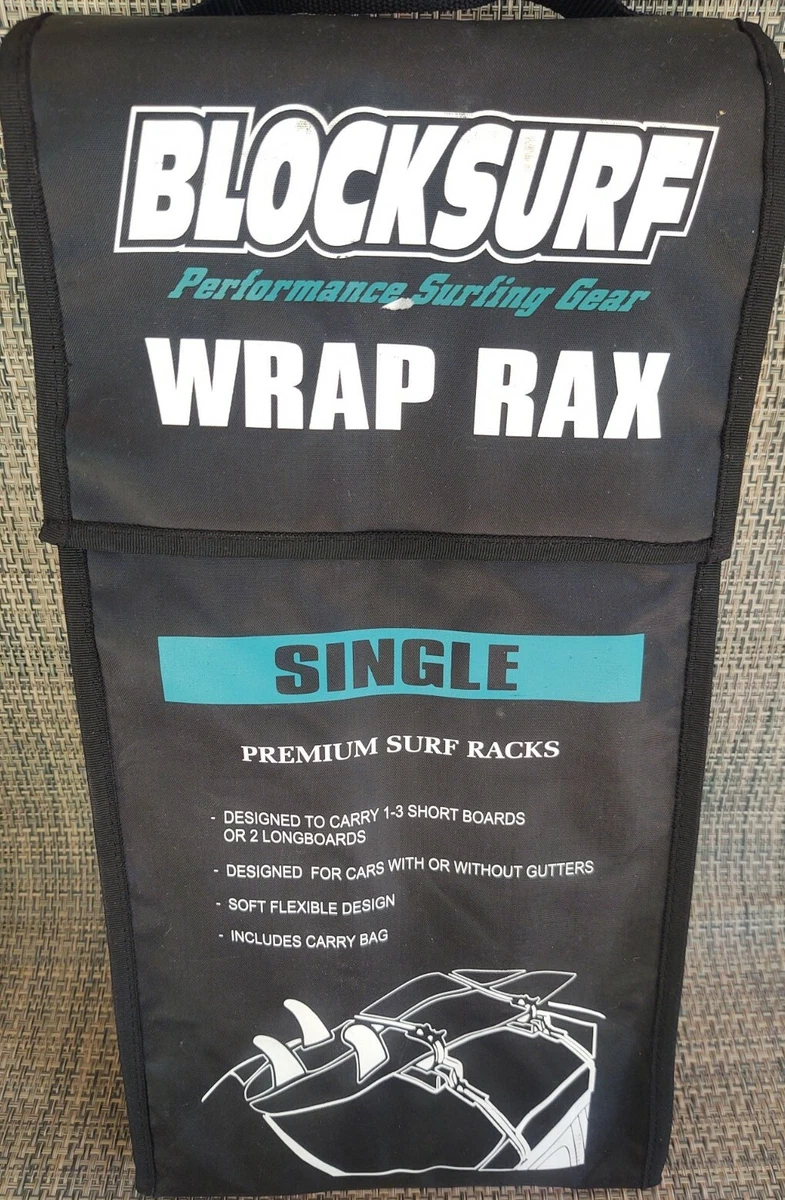 BLOCKSURF
Performance Surfing Gear
WRAP RAX
SINGLE
PREMIUM SURF RACKS
- DESIGNED TO CARRY 1-3 SHORT BOARDS
OR 2 LONGBOARDS
- DESIGNED FOR CARS WITH OR WITHOUT GUTTERS
- SOFT FLEXIBLE DESIGN
- INCLUDES CARRY BAG